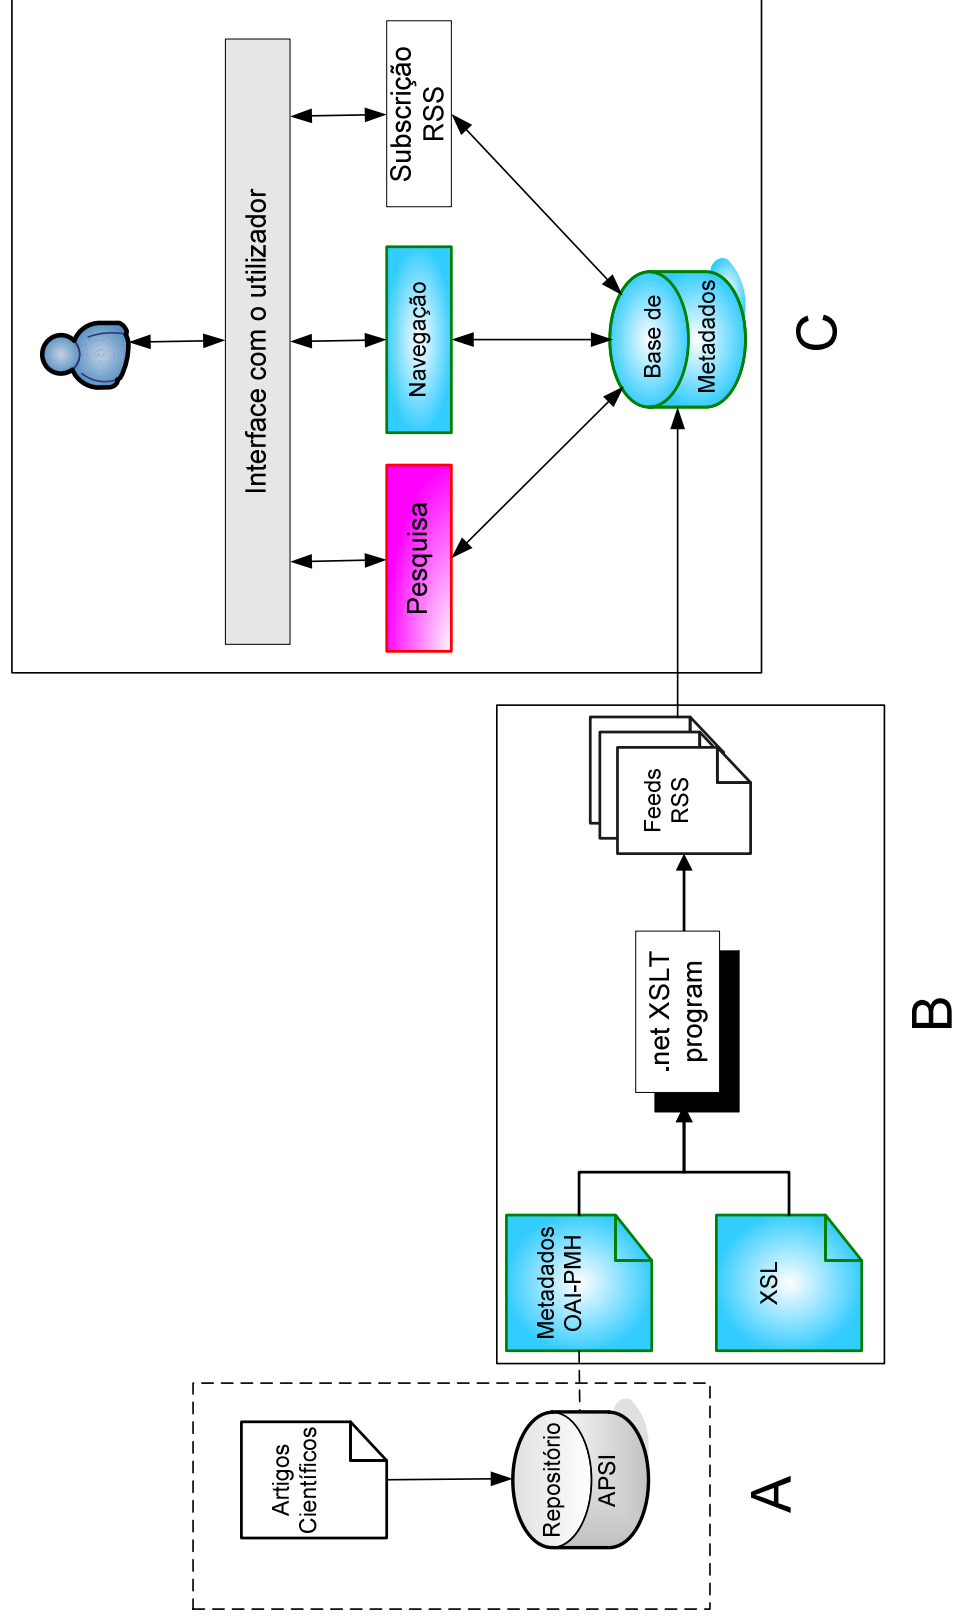 Artigos
Científicos
Repositório
APSI
A
Metadados
OAI-PMH
XSL
.net XSLT
program
Feeds
RSS
B
Interface com o utilizador
Pesquisa
Navegação
Subscrição
RSS
Base de
Metadados
C